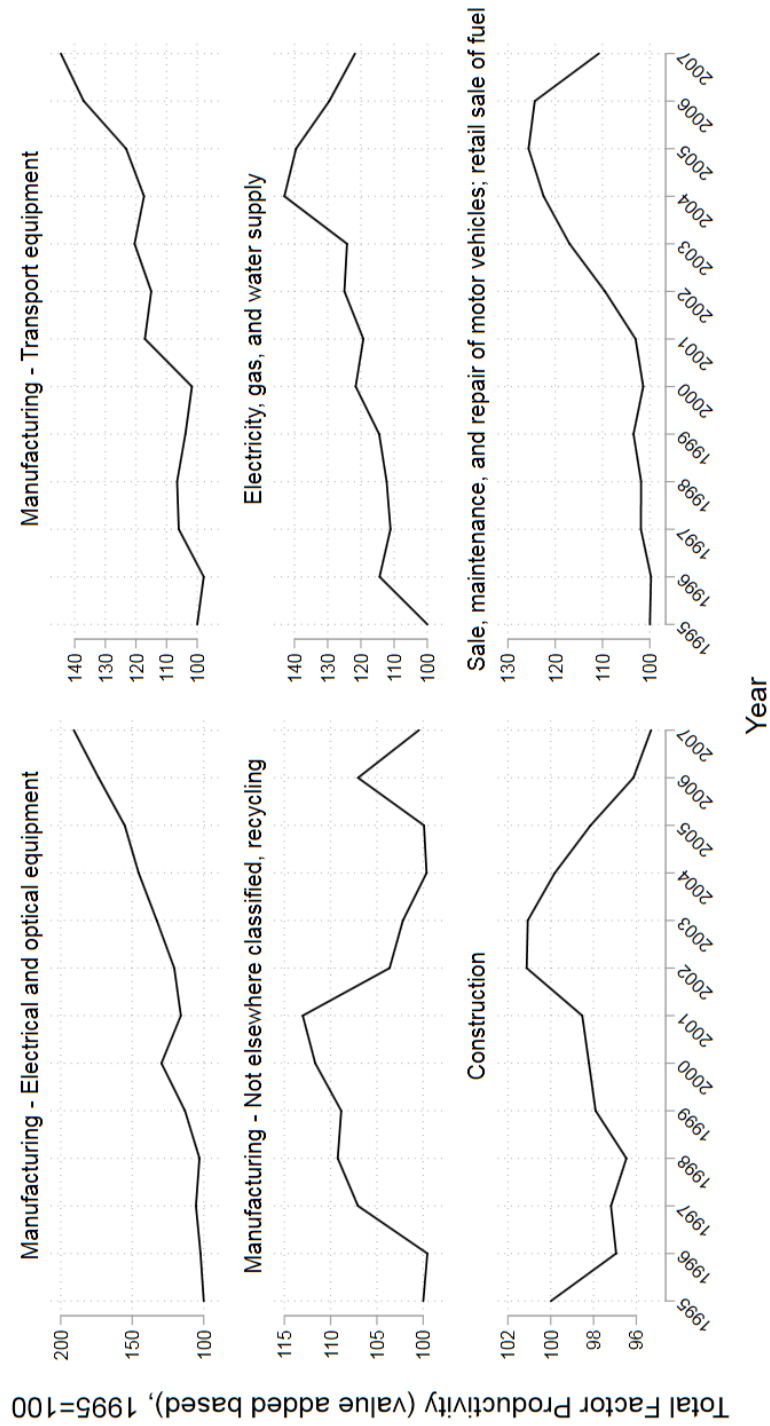 Total Factor Productivity (value added based), 1995=100
Manufacturing - Electrical and optical equipment
200
150
100
Manufacturing - Transport equipment
140
130
120
110
100
Manufacturing - Not elsewhere classified, recycling
115
110
105
100
Electricity, gas, and water supply
140
130
120
110
100
Construction
102
100
98
96
1995 1996 1997 1998 1999 2000 2001 2002 2003 2004 2005 2006 2007
Sale, maintenance, and repair of motor vehicles; retail sale of fuel
130
120
110
100
1995 1996 1997 1998 1999 2000 2001 2002 2003 2004 2005 2006 2007
Year